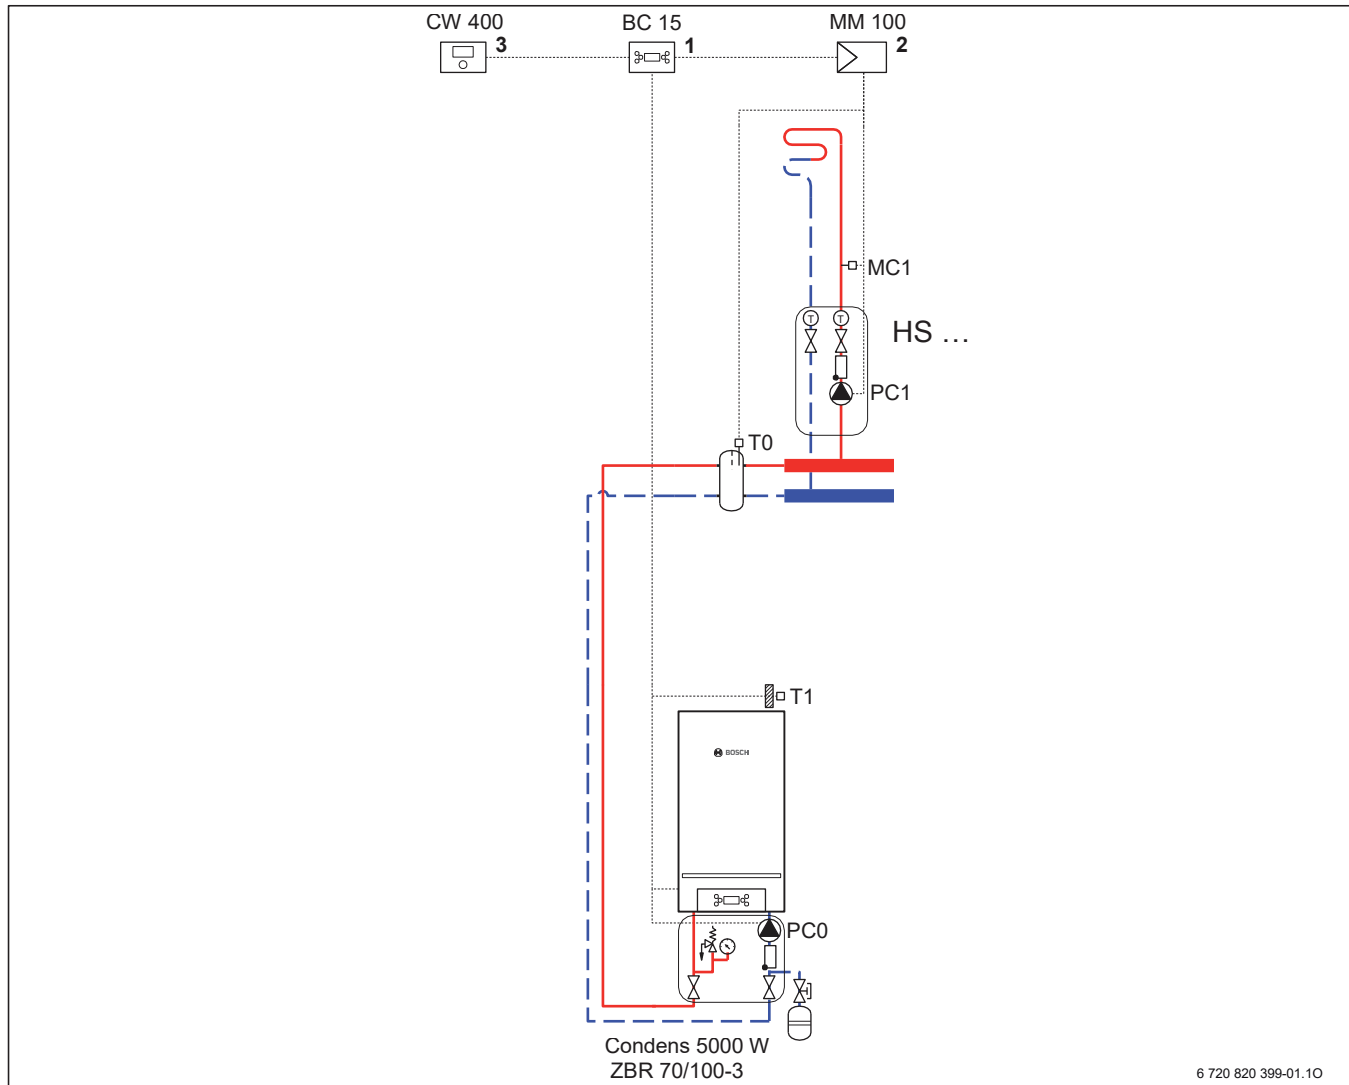 CW 400
3
BC 15
1
MM 100
2
MC1
T
T
HS ...
PC1
T0
T1
BOSCH
PC0
Condens 5000 W
ZBR 70/100-3
6 720 820 399-01.1O